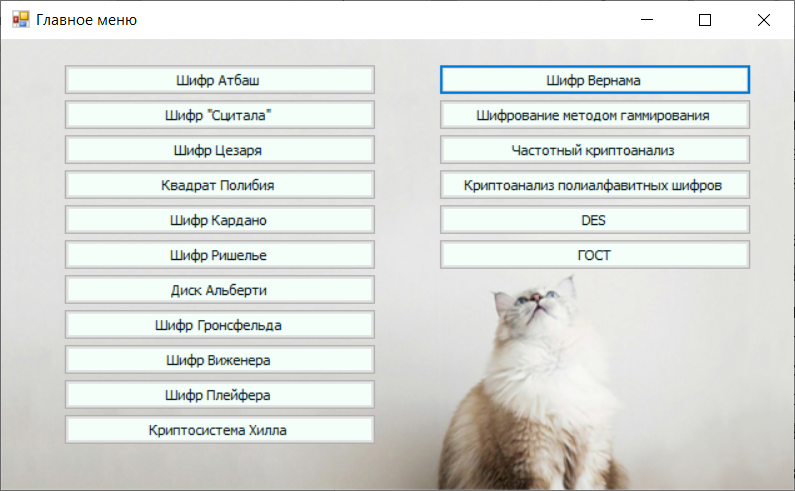 Главное меню
Шифр Атбаш
Шифр "Сцитала"
Шифр Цезаря
Квадрат Полибия
Шифр Кардано
Шифр Ришелье
Диск Альберти
Шифр Гронсфельда
Шифр Виженера
Шифр Плейфера
Криптосистема Хилла
Шифр Вернама
Шифрование методом гаммирования
Частотный криптоанализ
Криптоанализ полиалфавитных шифров
DES
ГОСТ